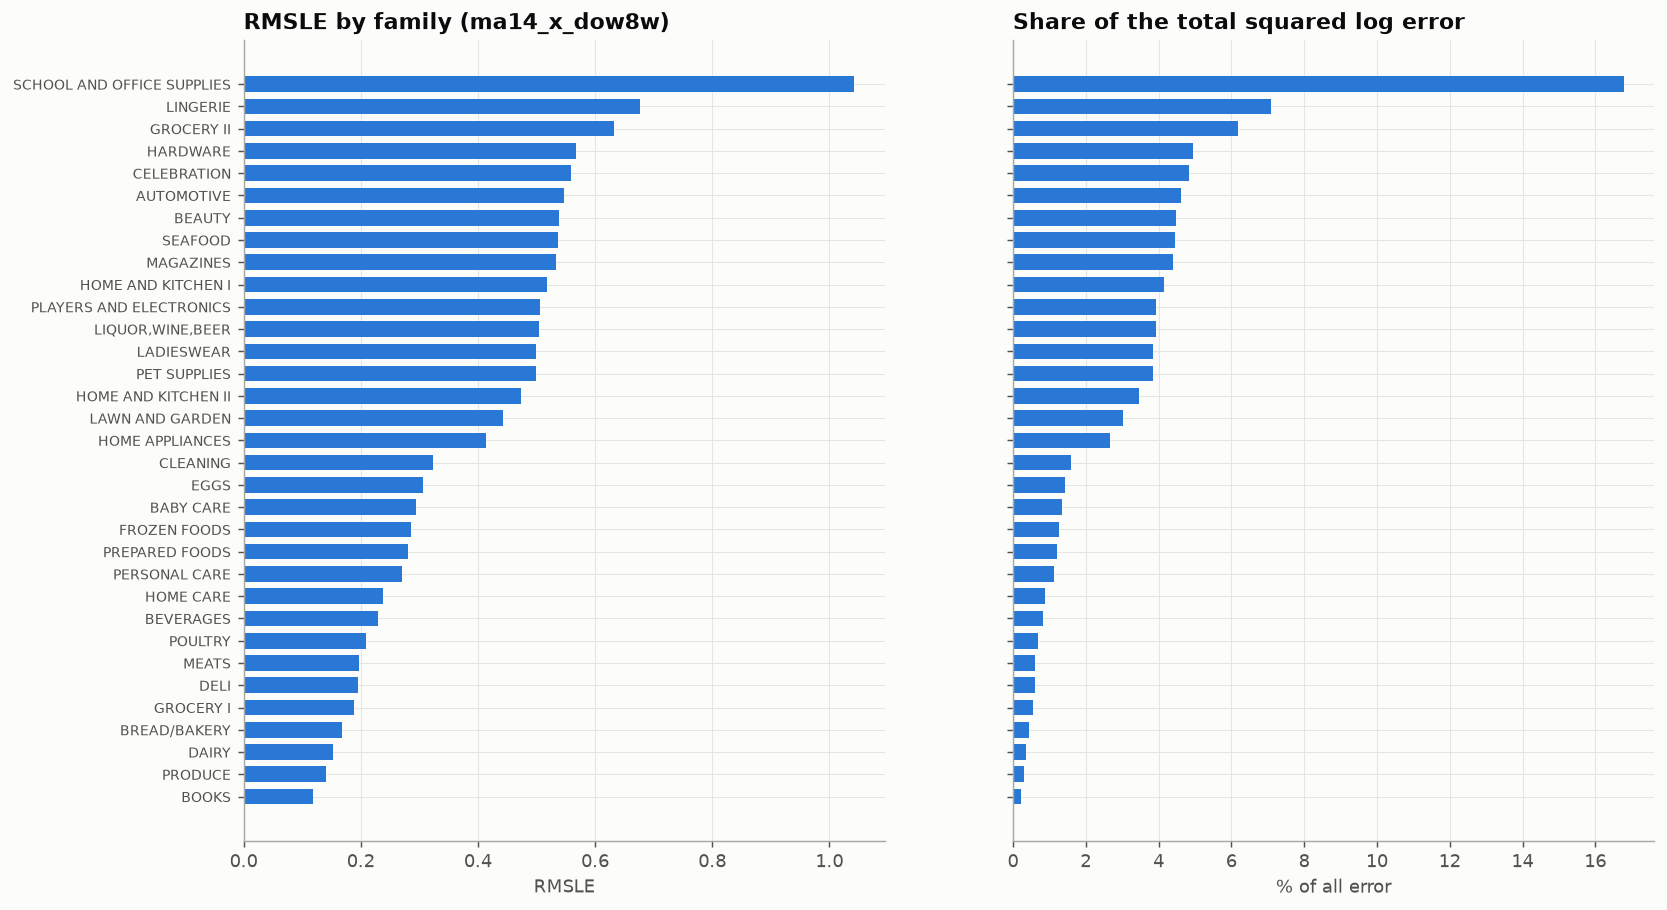 RMSLE by family (ma14_x_dow8w)
SCHOOL AND OFFICE SUPPLIES
LINGERIE
GROCERY II
HARDWARE
CELEBRATION
AUTOMOTIVE
BEAUTY
SEAFOOD
MAGAZINES
HOME AND KITCHEN I
PLAYERS AND ELECTRONICS
LIQUOR,WINE,BEER
LADIESWEAR
PET SUPPLIES
HOME AND KITCHEN II
LAWN AND GARDEN
HOME APPLIANCES
CLEANING
EGGS
BABY CARE
FROZEN FOODS
PREPARED FOODS
PERSONAL CARE
HOME CARE
BEVERAGES
POULTRY
MEATS
DELI
GROCERY I
BREAD/BAKERY
DAIRY
PRODUCE
BOOKS
0.0 0.2 0.4 0.6 0.8 1.0
RMSLE
Share of the total squared log error
0 2 4 6 8 10 12 14 16
% of all error